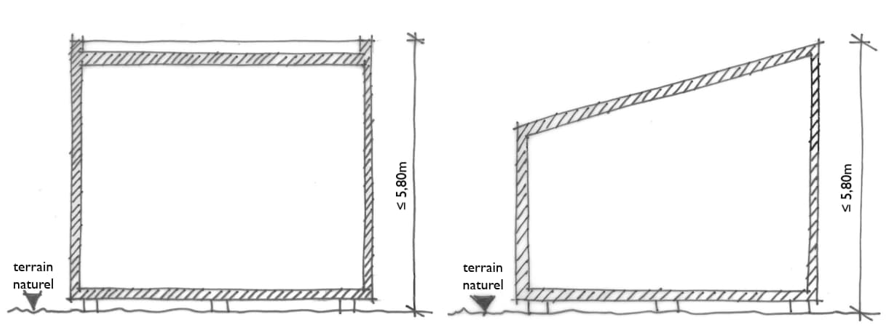 ≤ 5,80m
terrain
naturel
≤ 5,80m
terrain
naturel